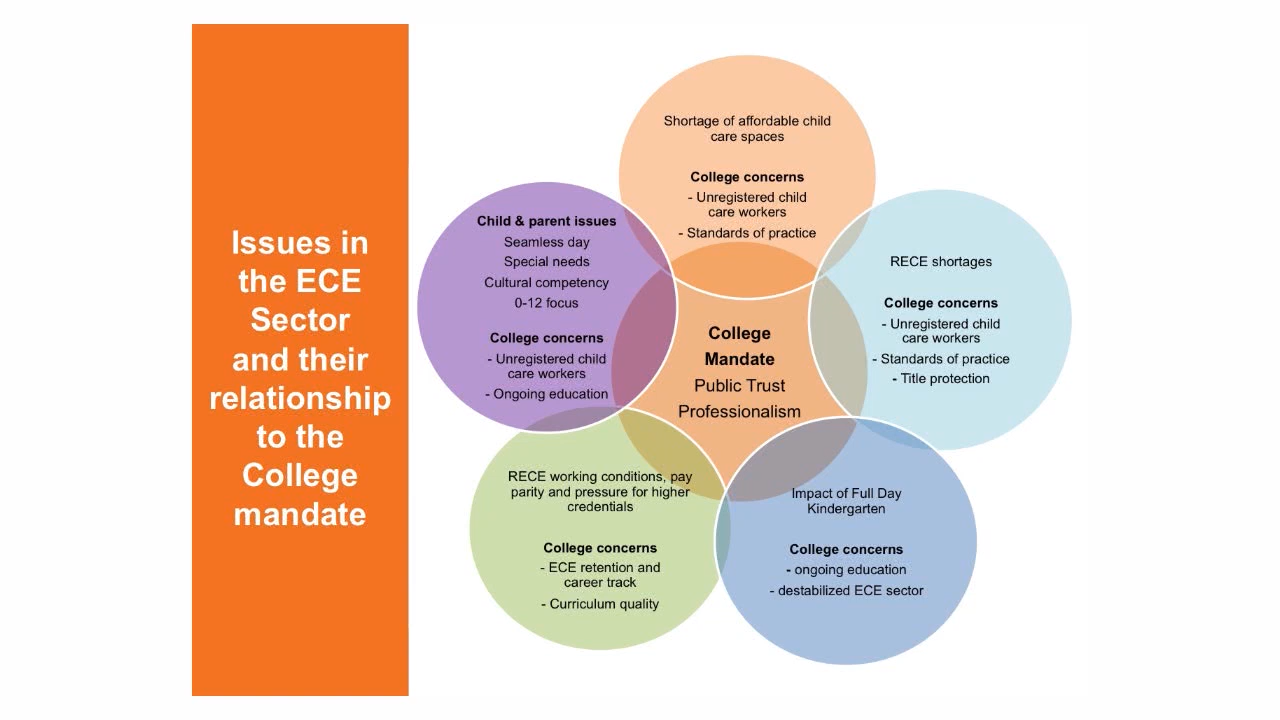 Issues in
the ECE
Sector
and their
relationship
to the
College
mandate
Shortage of affordable child
care spaces
College concerns
- Unregistered child
care workers
- Standards of practice
Child & parent issues
Seamless day
Special needs
Cultural competency
0-12 focus
College concerns
- Unregistered child
care workers
- Ongoing education
RECE shortages
College concerns
- Unregistered child
care workers
- Standards of practice
- Title protection
College
Mandate
Public Trust
Professionalism
RECE working conditions, pay
parity and pressure for higher
credentials
College concerns
- ECE retention and
career track
- Curriculum quality
Impact of Full Day
Kindergarten
College concerns
- ongoing education
- destabilized ECE sector